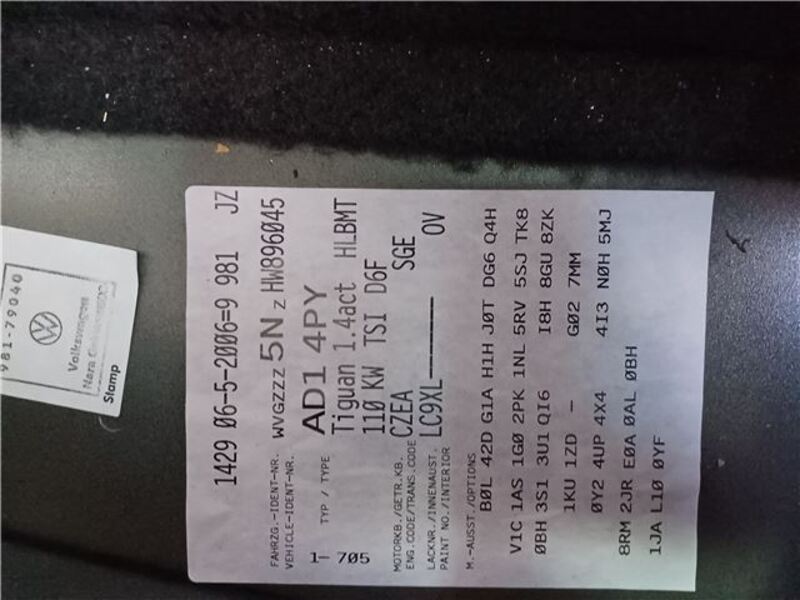 1429 06-5-2006=9 981 JZ
FAHRZG.-IDENT-NR.
VEHICLE-IDENT-NR.
WVGZZZ 5N Z HW896045
TYP / TYPE AD1 4PY
1- 705
Tiguan 1.4act HLBMT
110 KW TSI D6F
MOTORKB./GETR.KB.
ENG.CODE/TRANS.CODE
CZEA SGE
LACKNR./INNENAUST.
PAINT NO./INTERIOR
LC9XL------- OV
M.-AUSST./OPTIONS
B0L 42D G1A H1H J0T DG6 Q4H
V1C 1AS 1G0 2PK 1NL 5RV 5SJ TK8
0BH 3S1 3U1 QI6 I8H 8GU 8ZK
1KU 1ZD - G02 7MM
0Y2 4UP 4X4 4I3 N0H 5MJ
8RM 2JR E0A 0AL 0BH
1JA L10 0YF
981-79040
Volkswagen
Nara
Stamp